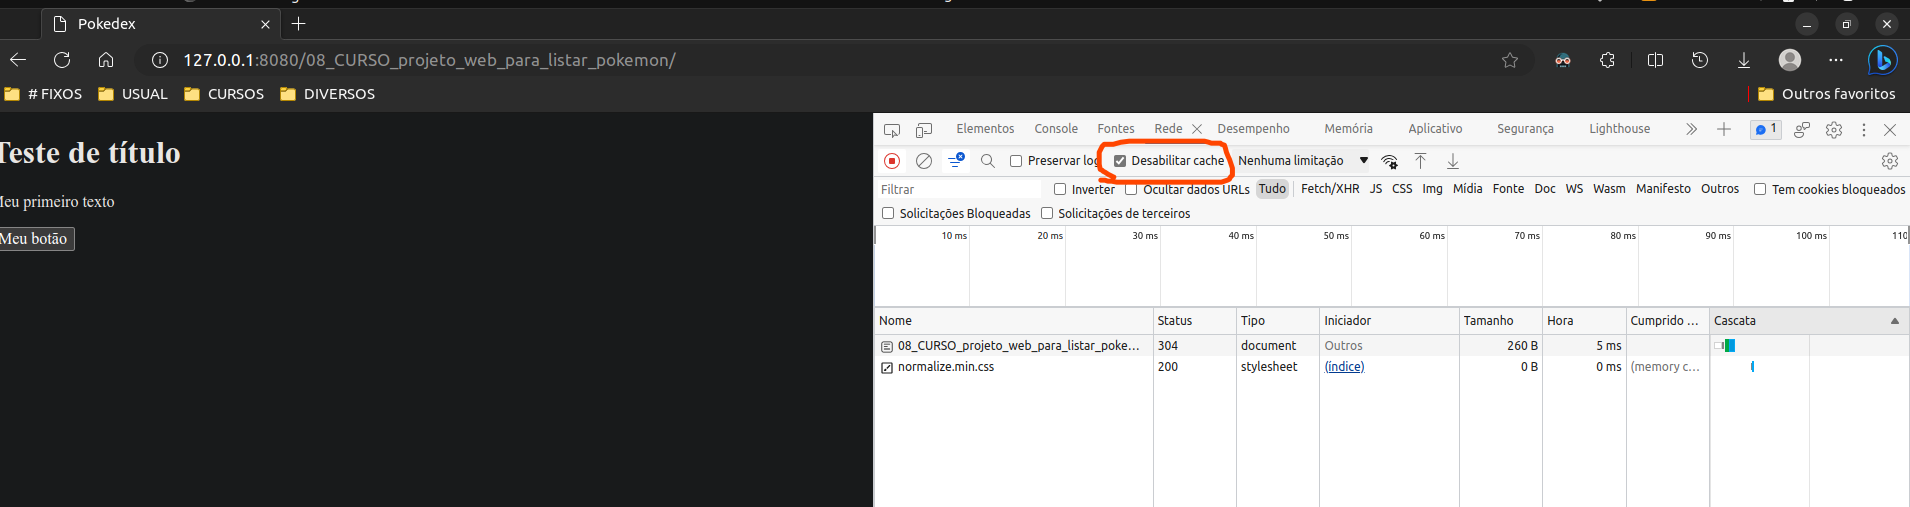 Pokedex
127.0.0.1:8080/08_CURSO_projeto_web_para_listar_pokemon/
# FIXOS USUAL CURSOS DIVERSOS Outros favoritos
Elementos Console Fontes Rede Desempenho Memória Aplicativo Segurança Lighthouse 1
Teste de título
Preservar log Desabilitar cache Nenhuma limitação
Filtrar Inverter Ocultar dados URLs Tudo Fetch/XHR JS CSS Img Mídia Fonte Doc WS Wasm Manifesto Outros Tem cookies bloqueados
Meu primeiro texto
Solicitações Bloqueadas Solicitações de terceiros
Meu botão
10 ms 20 ms 30 ms 40 ms 50 ms 60 ms 70 ms 80 ms 90 ms 100 ms 110
Nome Status Tipo Iniciador Tamanho Hora Cumprido ... Cascata
08_CURSO_projeto_web_para_listar_poke... 304 document Outros 260 B 5 ms
normalize.min.css 200 stylesheet (índice) 0 B 0 ms (memory c...